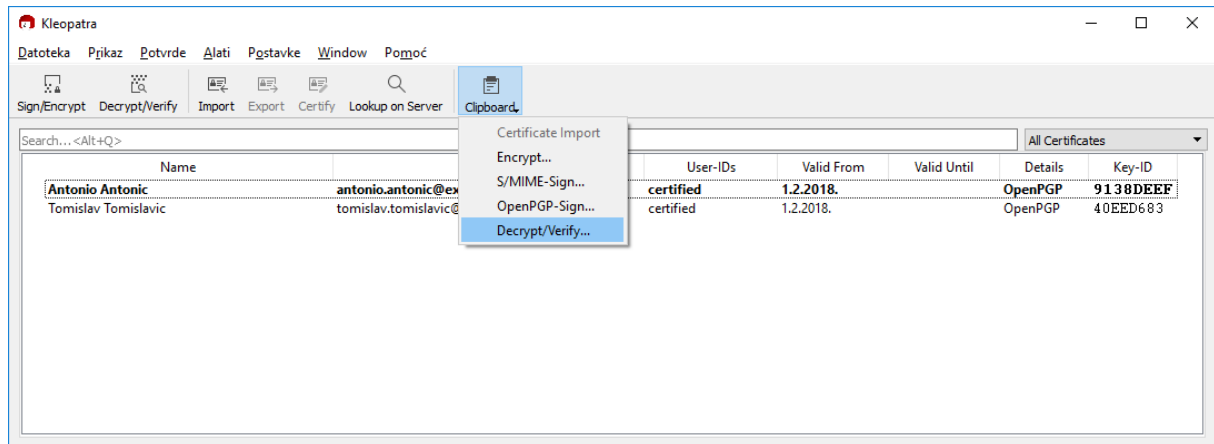 Kleopatra
Datoteka Prikaz Potvrde Alati Postavke Window Pomoć
Sign/Encrypt Decrypt/Verify Import Export Certify Lookup on Server Clipboard
Search...<Alt+Q> All Certificates
Certificate Import
Encrypt...
S/MIME-Sign...
OpenPGP-Sign...
Decrypt/Verify...
Name User-IDs Valid From Valid Until Details Key-ID
Antonio Antonic antonio.antonic@ex certified 1.2.2018. OpenPGP 9138DEEF
Tomislav Tomislavic tomislav.tomislavic@ certified 1.2.2018. OpenPGP 40EED683